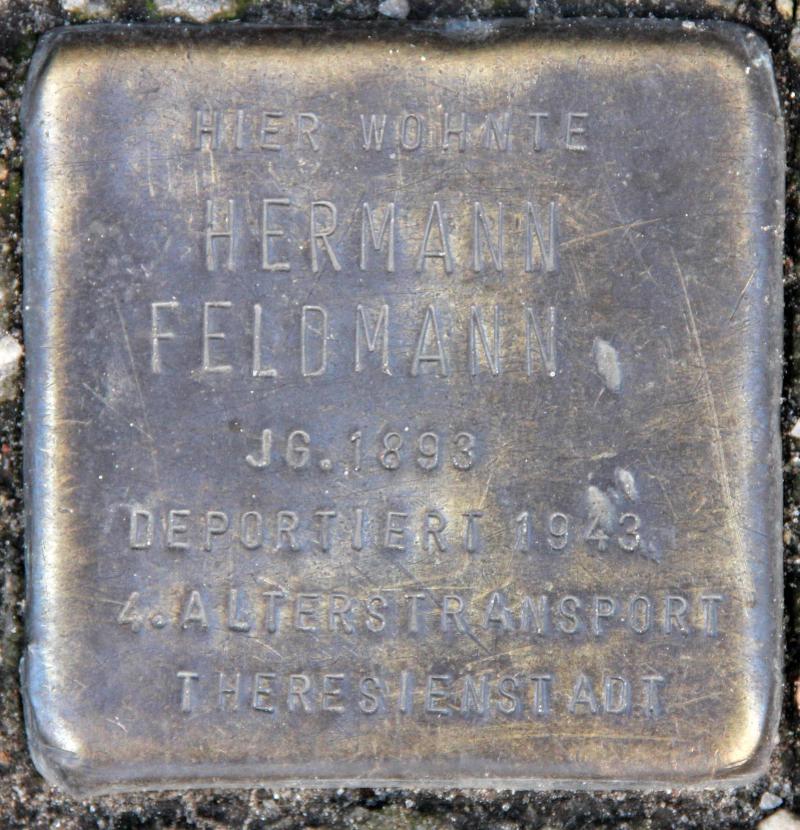 HIER WOHNTE
HERMANN
FELDMANN
JG. 1893
DEPORTIERT 1943
4. ALTERSTRANSPORT
THERESIENSTADT